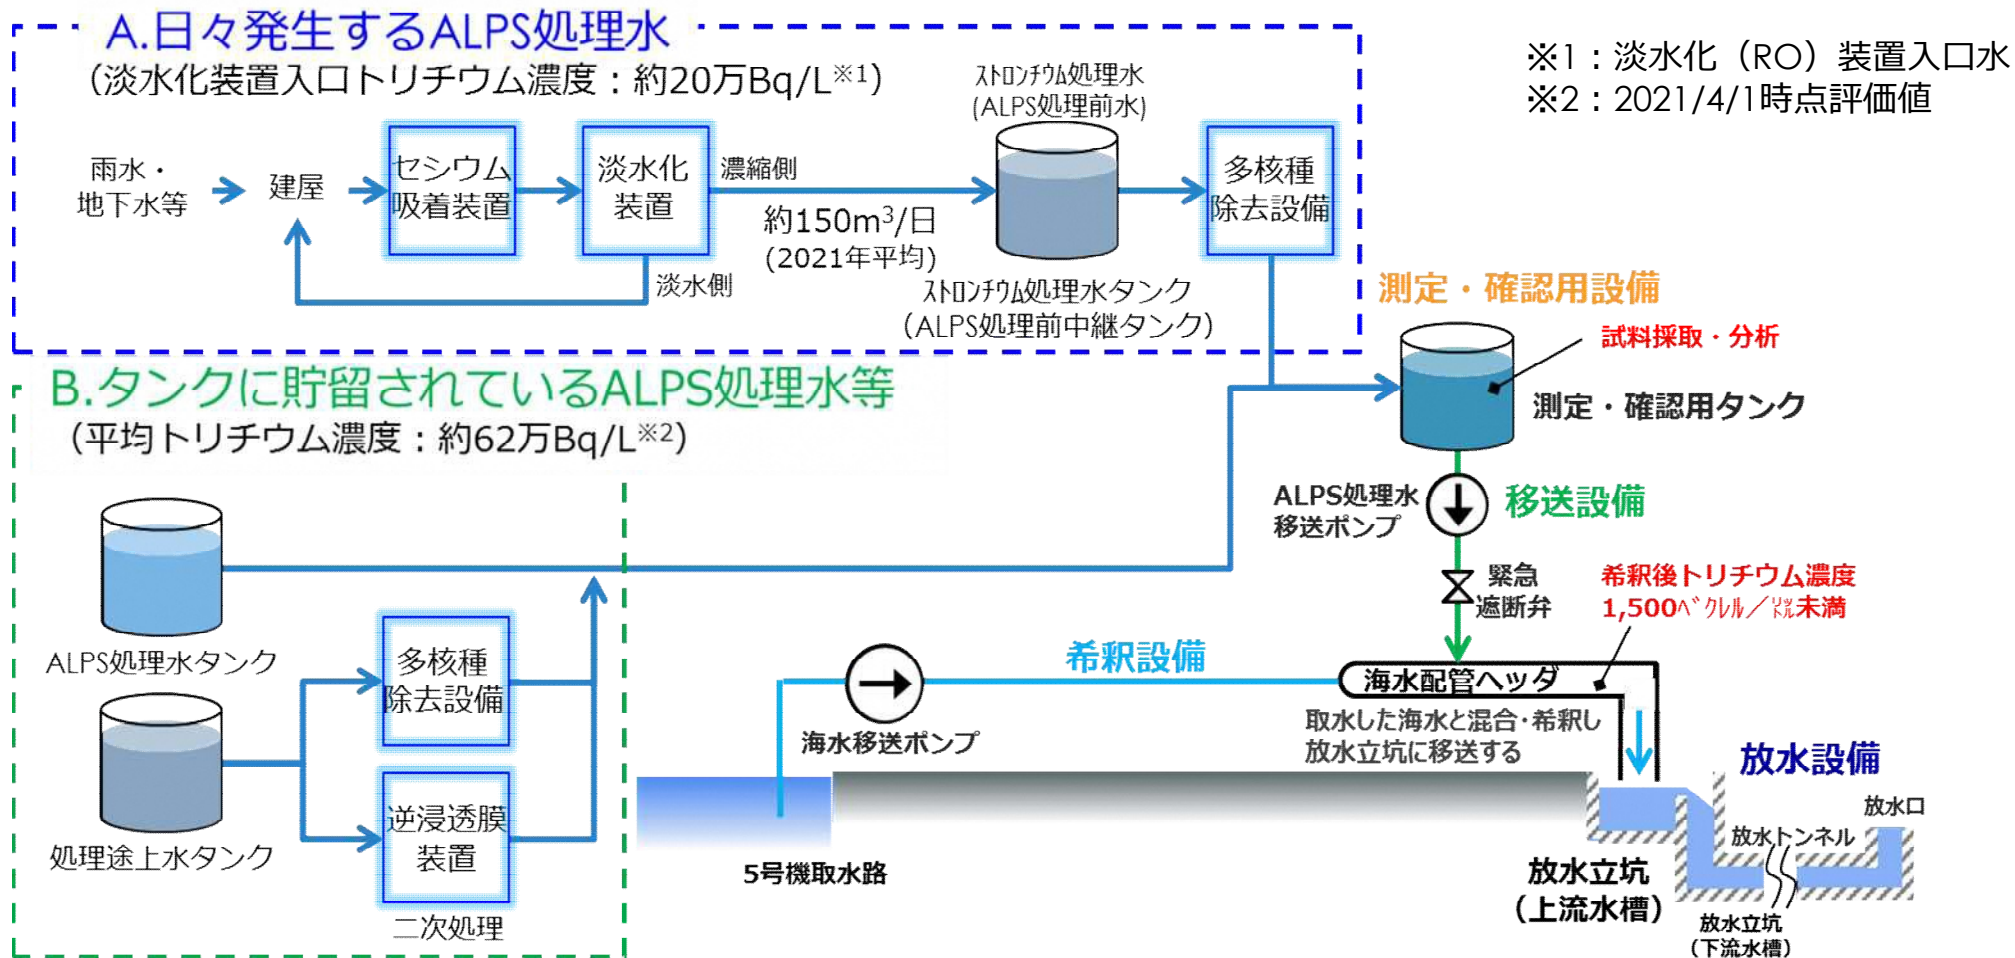 A.日々発生するALPS処理水
（淡水化装置入口トリチウム濃度：約20万Bq/L※1）
※1：淡水化（RO）装置入口水
※2：2021/4/1時点評価値
雨水・
地下水等
建屋
セシウム
吸着装置
淡水化
装置
濃縮側
約150m3/日
(2021年平均)
淡水側
ｽﾄﾛﾝﾁｳﾑ処理水
(ALPS処理前水)
ｽﾄﾛﾝﾁｳﾑ処理水タンク
（ALPS処理前中継タンク）
多核種
除去設備
B.タンクに貯留されているALPS処理水等
（平均トリチウム濃度：約62万Bq/L※2）
ALPS処理水タンク
処理途上水タンク
多核種
除去設備
逆浸透膜
装置
二次処理
測定・確認用設備
試料採取・分析
測定・確認用タンク
ALPS処理水
移送ポンプ
移送設備
緊急
遮断弁
希釈後トリチウム濃度
1,500ﾍﾞｸﾚﾙ／㍑未満
希釈設備
海水移送ポンプ
海水配管ヘッダ
取水した海水と混合・希釈し
放水立坑に移送する
5号機取水路
放水設備
放水口
放水トンネル
放水立坑
（上流水槽）
放水立坑
（下流水槽）